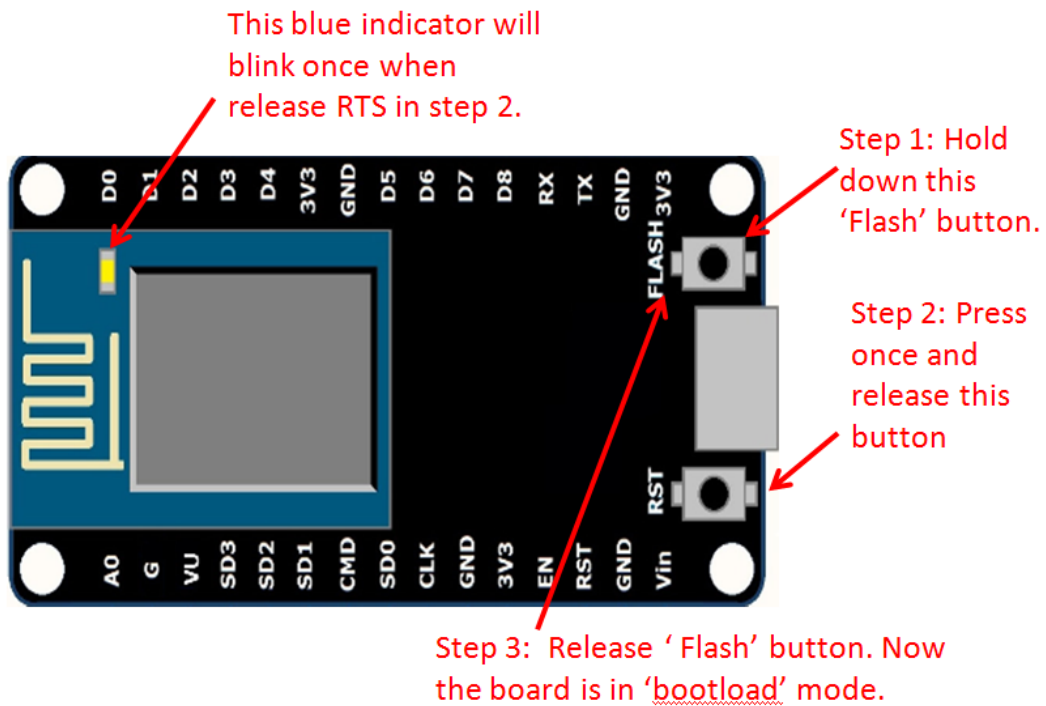 This blue indicator will
blink once when
release RTS in step 2.
Step 1: Hold
down this
‘Flash’ button.
D0 D1 D2 D3 D4 3V3 GND D5 D6 D7 D8 RX TX GND 3V3
FLASH
Step 2: Press
once and
release this
button
RST
A0 G VU SD3 SD2 SD1 CMD SD0 CLK GND 3V3 EN RST GND Vin
Step 3:  Release ‘ Flash’ button. Now
the board is in ‘bootload’ mode.